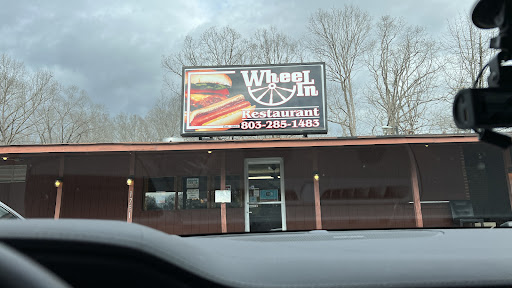 Wheel
In
Restaurant
803-285-1483